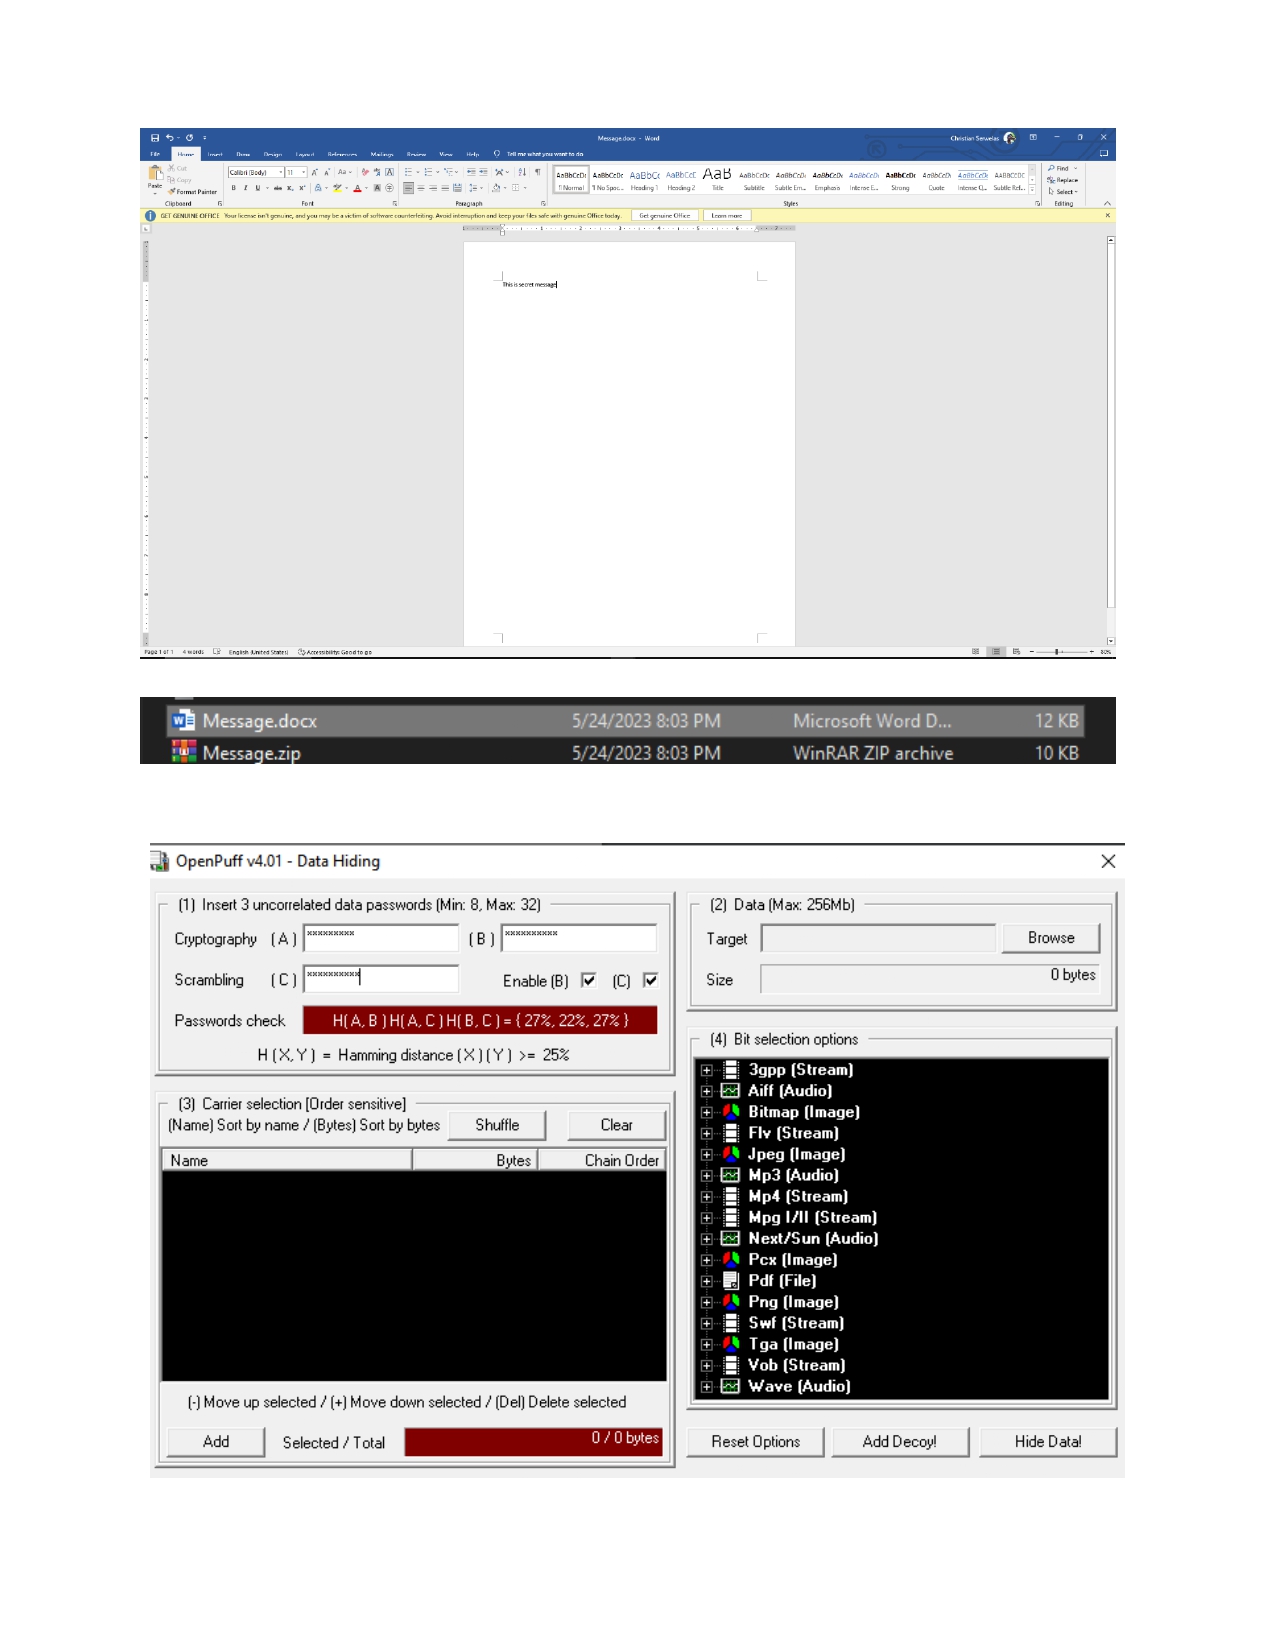 Message.docx - Word
Christian Serwelas
File Home Insert Draw Design Layout References Mailings Review View Help Tell me what you want to do
Paste
Cut
Copy
Format Painter
Calibri (Body) 11
AaBbCcDc AaBbCcDc AaBbCc AaBbCcC AaB AaBbCcDc AaBbCcDc AaBbCcDc AaBbCcDc AaBbCcDc AaBbCcDc AaBbCcDc AaBbCcDc
¶ Normal ¶ No Spac... Heading 1 Heading 2 Title Subtitle Subtle Em... Emphasis Intense E... Strong Quote Intense Q... Subtle Ref...
Find
Replace
Select
Clipboard Font Paragraph Styles Editing
GET GENUINE OFFICE Your license isn't genuine, and you may be a victim of software counterfeiting. Avoid interruption and keep your files safe with genuine Office today. Get genuine Office Learn more
This is secret message
Page 1 of 1 4 words English (United States) Accessibility: Good to go 80%
Message.docx 5/24/2023 8:03 PM Microsoft Word D... 12 KB
Message.zip 5/24/2023 8:03 PM WinRAR ZIP archive 10 KB
OpenPuff v4.01 - Data Hiding
(1) Insert 3 uncorrelated data passwords (Min: 8, Max: 32)
Cryptography (A) ********* (B) **********
Scrambling (C) ********** Enable (B) (C)
Passwords check H( A, B ) H( A, C ) H( B, C ) = { 27%, 22%, 27% }
H ( X, Y ) = Hamming distance ( X ) ( Y ) >= 25%
(2) Data (Max: 256Mb)
Target Browse
Size 0 bytes
(3) Carrier selection [Order sensitive]
(Name) Sort by name / (Bytes) Sort by bytes Shuffle Clear
Name Bytes Chain Order
(-) Move up selected / (+) Move down selected / (Del) Delete selected
Add Selected / Total 0 / 0 bytes
(4) Bit selection options
3gpp (Stream)
Aiff (Audio)
Bitmap (Image)
Flv (Stream)
Jpeg (Image)
Mp3 (Audio)
Mp4 (Stream)
Mpg I/II (Stream)
Next/Sun (Audio)
Pcx (Image)
Pdf (File)
Png (Image)
Swf (Stream)
Tga (Image)
Vob (Stream)
Wave (Audio)
Reset Options Add Decoy! Hide Data!